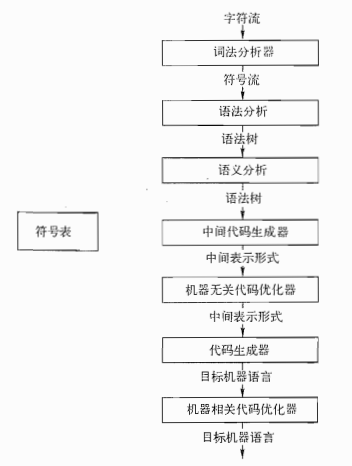 字符流
词法分析器
符号流
语法分析
语法树
语义分析
语法树
符号表
中间代码生成器
中间表示形式
机器无关代码优化器
中间表示形式
代码生成器
目标机器语言
机器相关代码优化器
目标机器语言